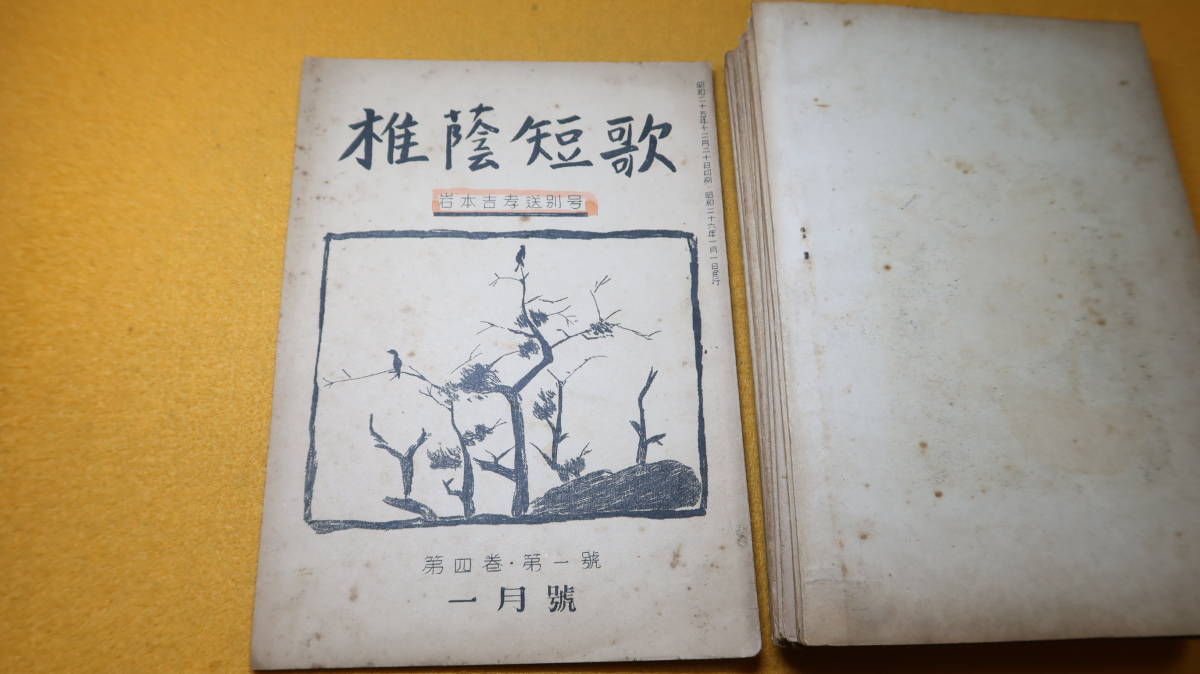 椎蔭短歌
岩本吉孝送別号
昭和二十五年十二月二十日印刷・昭和二十六年一月一日発行
第四巻・第一號
一月號